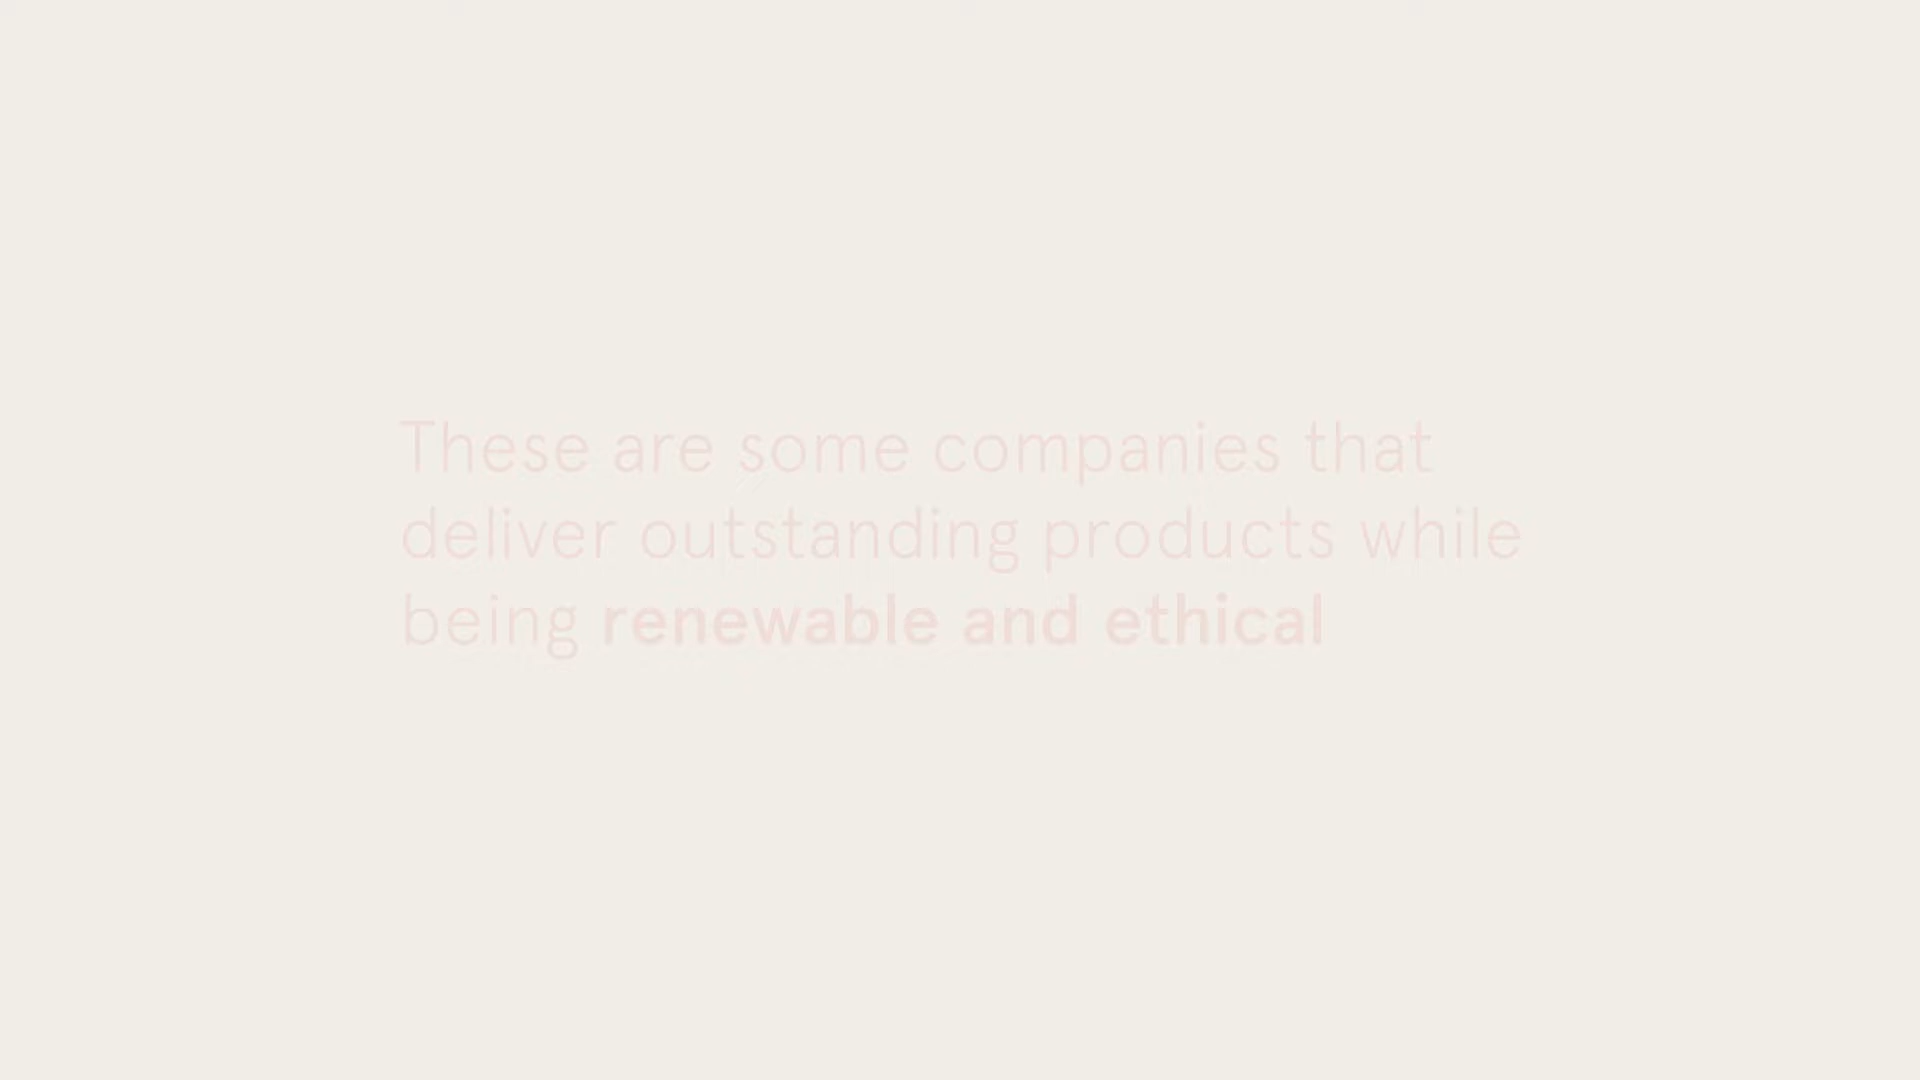 These are some companies that
deliver outstanding products while
being renewable and ethical